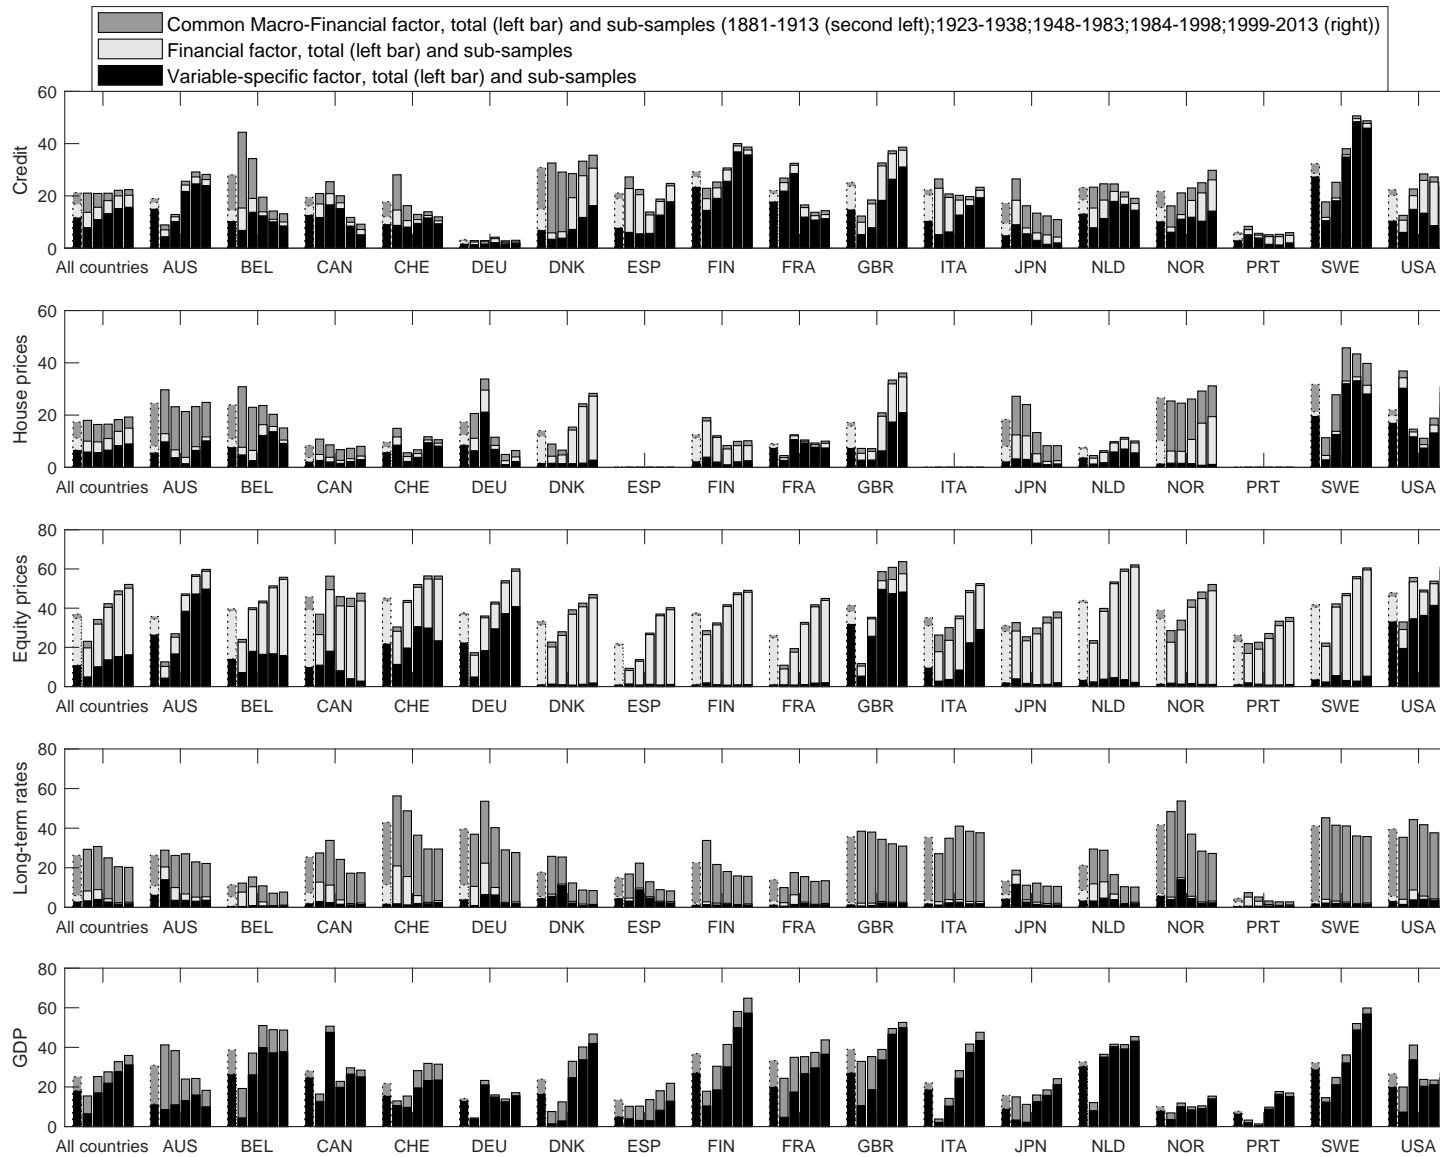 Common Macro-Financial factor, total (left bar) and sub-samples (1881-1913 (second left);1923-1938;1948-1983;1984-1998;1999-2013 (right))
Financial factor, total (left bar) and sub-samples
Variable-specific factor, total (left bar) and sub-samples
Credit
60
40
20
0
All countries AUS BEL CAN CHE DEU DNK ESP FIN FRA GBR ITA JPN NLD NOR PRT SWE USA
House prices
60
40
20
0
All countries AUS BEL CAN CHE DEU DNK ESP FIN FRA GBR ITA JPN NLD NOR PRT SWE USA
Equity prices
80
60
40
20
0
All countries AUS BEL CAN CHE DEU DNK ESP FIN FRA GBR ITA JPN NLD NOR PRT SWE USA
Long-term rates
80
60
40
20
0
All countries AUS BEL CAN CHE DEU DNK ESP FIN FRA GBR ITA JPN NLD NOR PRT SWE USA
GDP
80
60
40
20
0
All countries AUS BEL CAN CHE DEU DNK ESP FIN FRA GBR ITA JPN NLD NOR PRT SWE USA